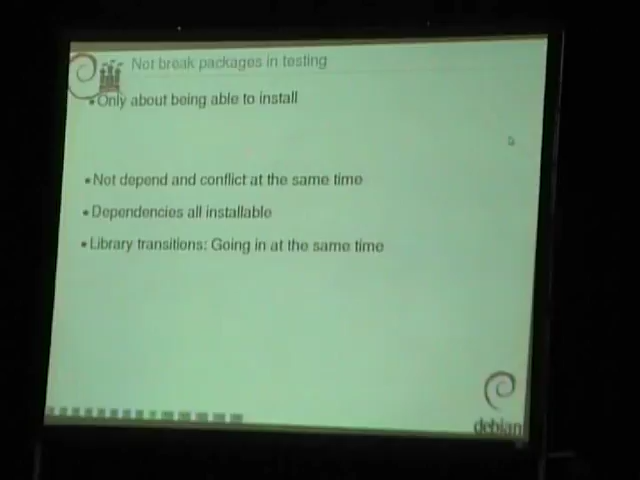 Not break packages in testing
Only about being able to install
Not depend and conflict at the same time
Dependencies all installable
Library transitions: Going in at the same time
debian